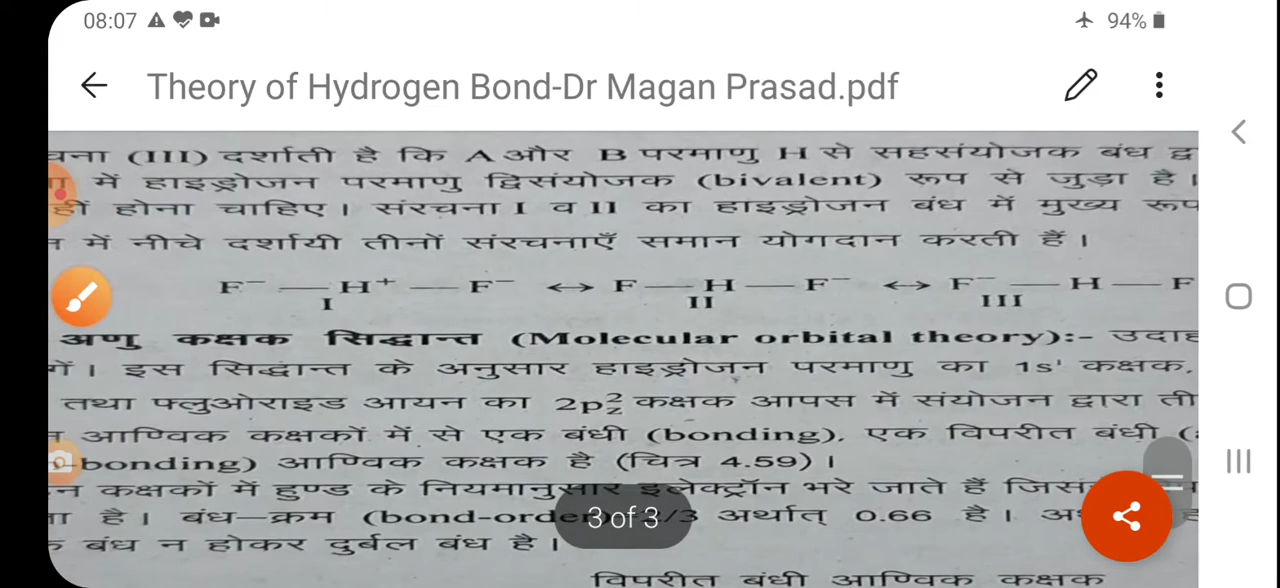 08:07 94%
Theory of Hydrogen Bond-Dr Magan Prasad.pdf
(III) दर्शाती है कि A और B परमाणु H से सहसंयोजक बंध
में हाइड्रोजन परमाणु द्विसंयोजक (bivalent) रूप से जुड़ा है।
होना चाहिए। संरचना I व II का हाइड्रोजन बंध में मुख्य रूप
में नीचे दर्शायी तीनों संरचनाएँ समान योगदान करती हैं।
F⁻ — H⁺ — F⁻ ↔ F — H — F⁻ ↔ F⁻ — H — F
I II III
अणु कक्षक सिद्धान्त (Molecular orbital theory):-
इस सिद्धांत के अनुसार हाइड्रोजन परमाणु का 1s' कक्षक,
तथा फ्लुओराइड आयन का 2p²z कक्षक आपस में संयोजन द्वारा ती
आण्विक कक्षकों में से एक बंधी (bonding), एक विपरीत बंधी (
-bonding) आण्विक कक्षक है (चित्र 4.59)।
कक्षकों में हुण्ड के नियमानुसार इलेक्ट्रॉन भरे जाते हैं
है। बंध–क्रम (bond-order) /3 अर्थात् 0.66 है।
3 of 3
बंध न होकर दुर्बल बंध है।
विपरीत बंधी आण्विक कक्षक